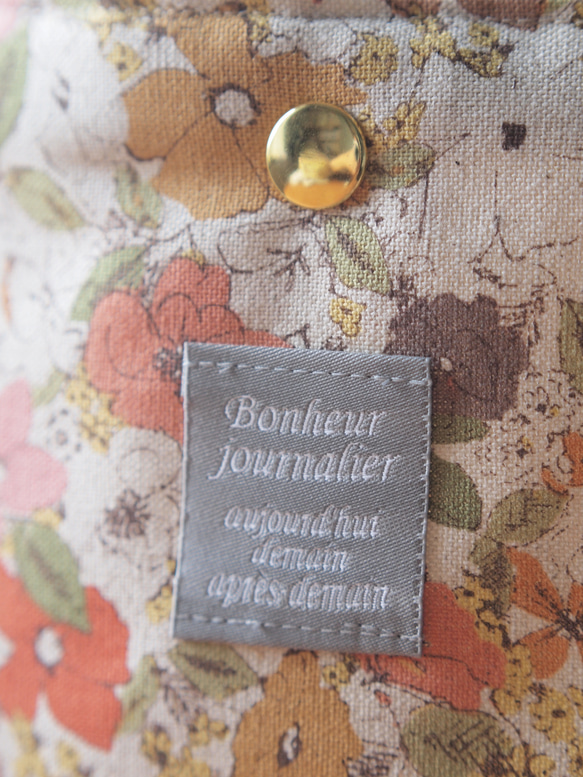 Bonheur
journalier
aujourd'hui
demain
après-demain